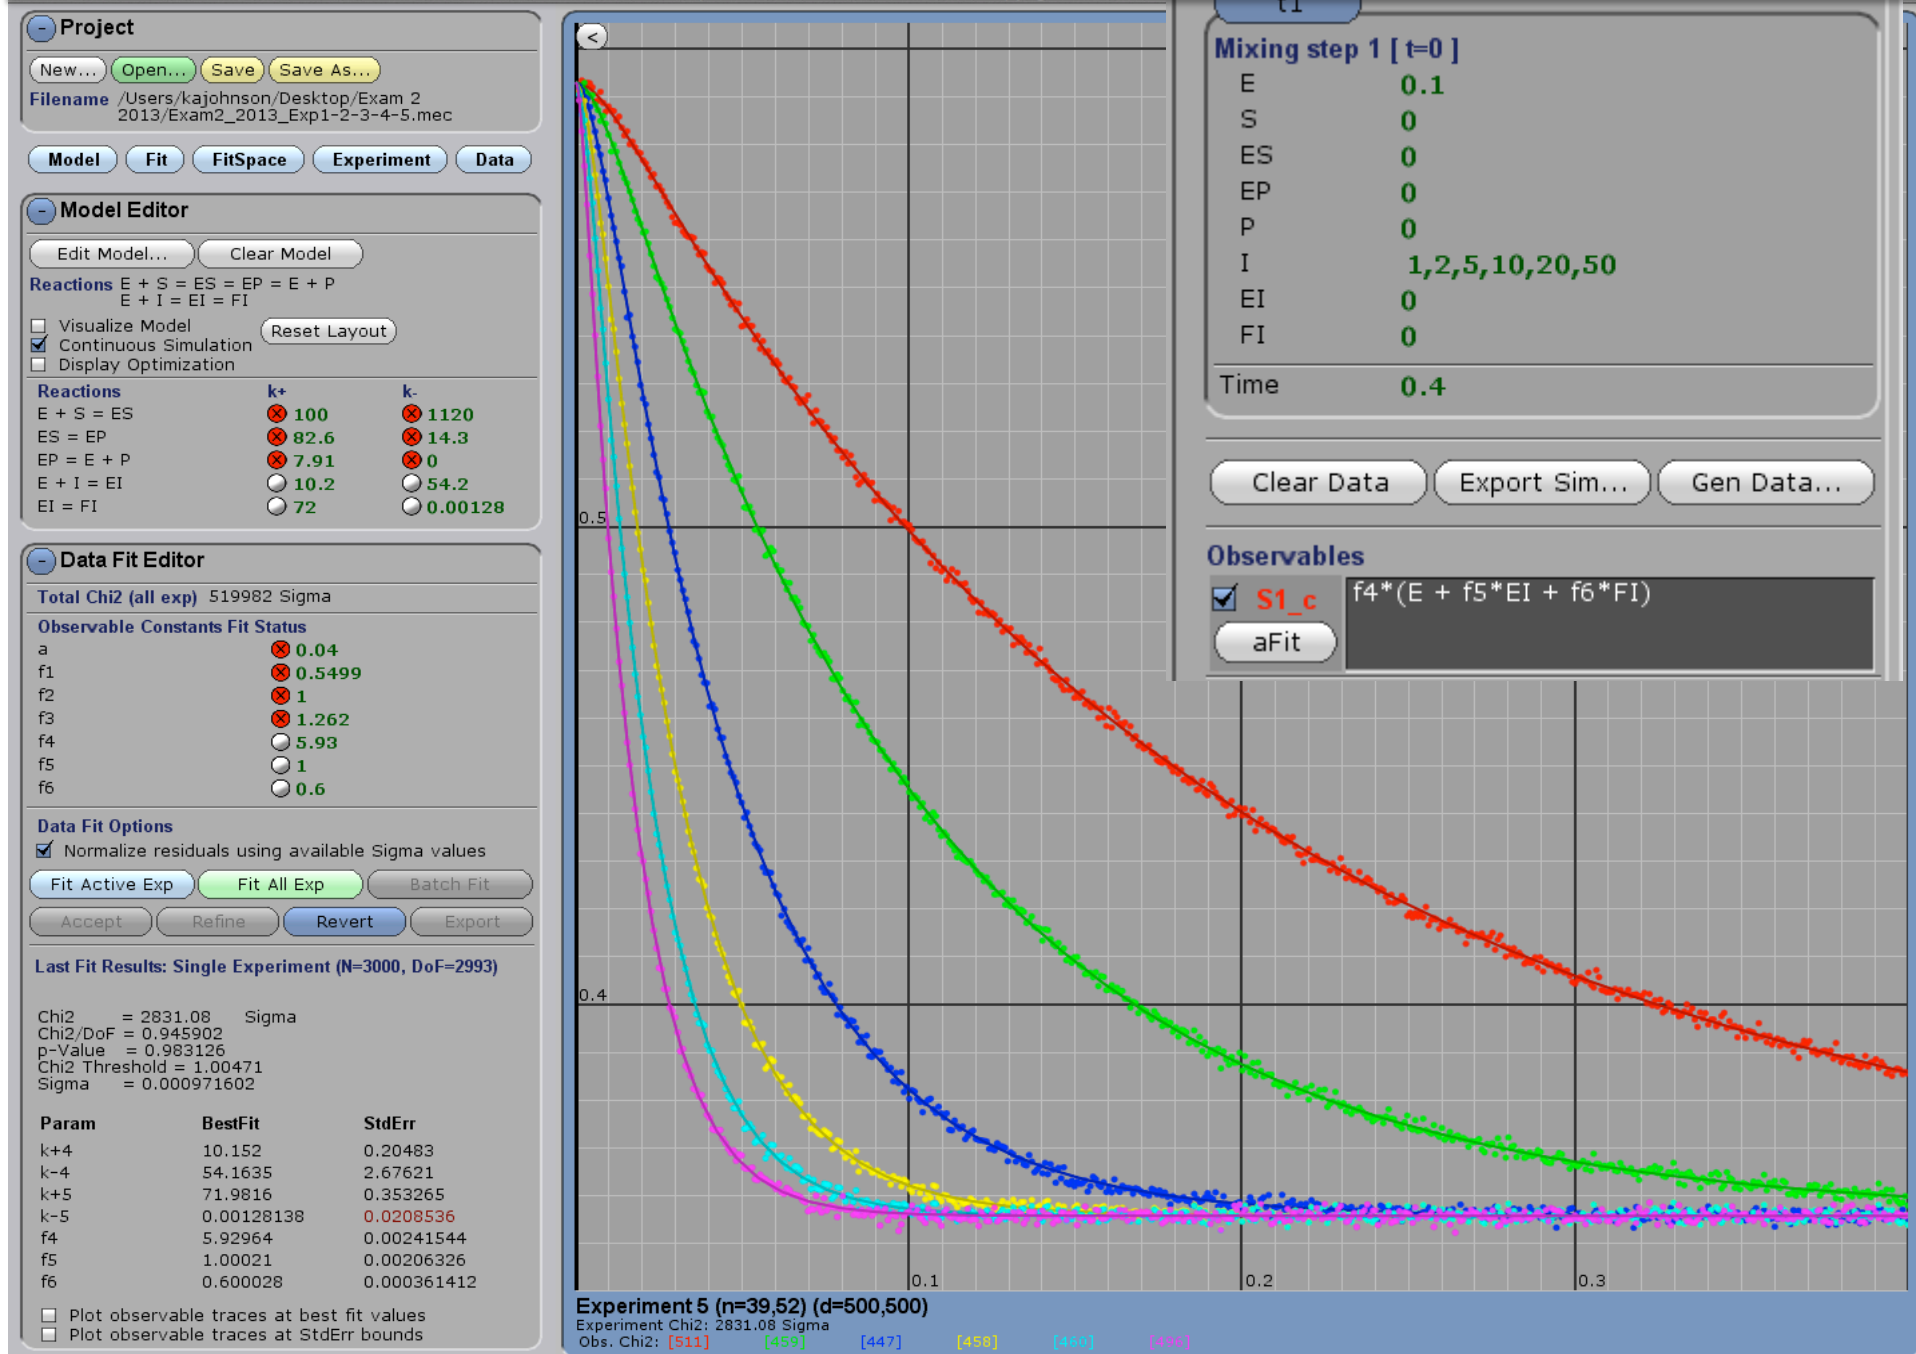 Project
New... Open... Save Save As...
Filename /Users/kajohnson/Desktop/Exam 2
2013/Exam2_2013_Exp1-2-3-4-5.mec
Model Fit FitSpace Experiment Data
Model Editor
Edit Model... Clear Model
Reactions E + S = ES = EP = E + P
E + I = EI = FI
Visualize Model Reset Layout
Continuous Simulation
Display Optimization
Reactions k+ k-
E + S = ES 100 1120
ES = EP 82.6 14.3
EP = E + P 7.91 0
E + I = EI 10.2 54.2
EI = FI 72 0.00128
Data Fit Editor
Total Chi2 (all exp) 519982 Sigma
Observable Constants Fit Status
a 0.04
f1 0.5499
f2 1
f3 1.262
f4 5.93
f5 1
f6 0.6
Data Fit Options
Normalize residuals using available Sigma values
Fit Active Exp Fit All Exp Batch Fit
Accept Refine Revert Export
Last Fit Results: Single Experiment (N=3000, DoF=2993)
Chi2 = 2831.08 Sigma
Chi2/DoF = 0.945902
p-Value = 0.983126
Chi2 Threshold = 1.00471
Sigma = 0.000971602
Param BestFit StdErr
k+4 10.152 0.20483
k-4 54.1635 2.67621
k+5 71.9816 0.353265
k-5 0.00128138 0.0208536
f4 5.92964 0.00241544
f5 1.00021 0.00206326
f6 0.600028 0.000361412
Plot observable traces at best fit values
Plot observable traces at StdErr bounds
<
0.5
0.4
0.1 0.2 0.3
Experiment 5 (n=39,52) (d=500,500)
Experiment Chi2: 2831.08 Sigma
Obs. Chi2: [511] [459] [447] [458] [460] [496]
t1
Mixing step 1 [ t=0 ]
E 0.1
S 0
ES 0
EP 0
P 0
I 1,2,5,10,20,50
EI 0
FI 0
Time 0.4
Clear Data Export Sim... Gen Data...
Observables
S1_c f4*(E + f5*EI + f6*FI)
aFit